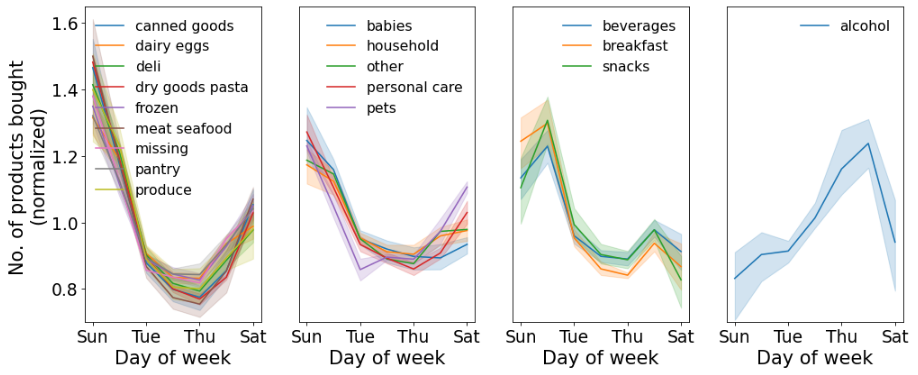 No. of products bought
(normalized)
1.6
1.4
1.2
1.0
0.8
canned goods
dairy eggs
deli
dry goods pasta
frozen
meat seafood
missing
pantry
produce
Sun Tue Thu Sat
Day of week
babies
household
other
personal care
pets
Sun Tue Thu Sat
Day of week
beverages
breakfast
snacks
Sun Tue Thu Sat
Day of week
alcohol
Sun Tue Thu Sat
Day of week